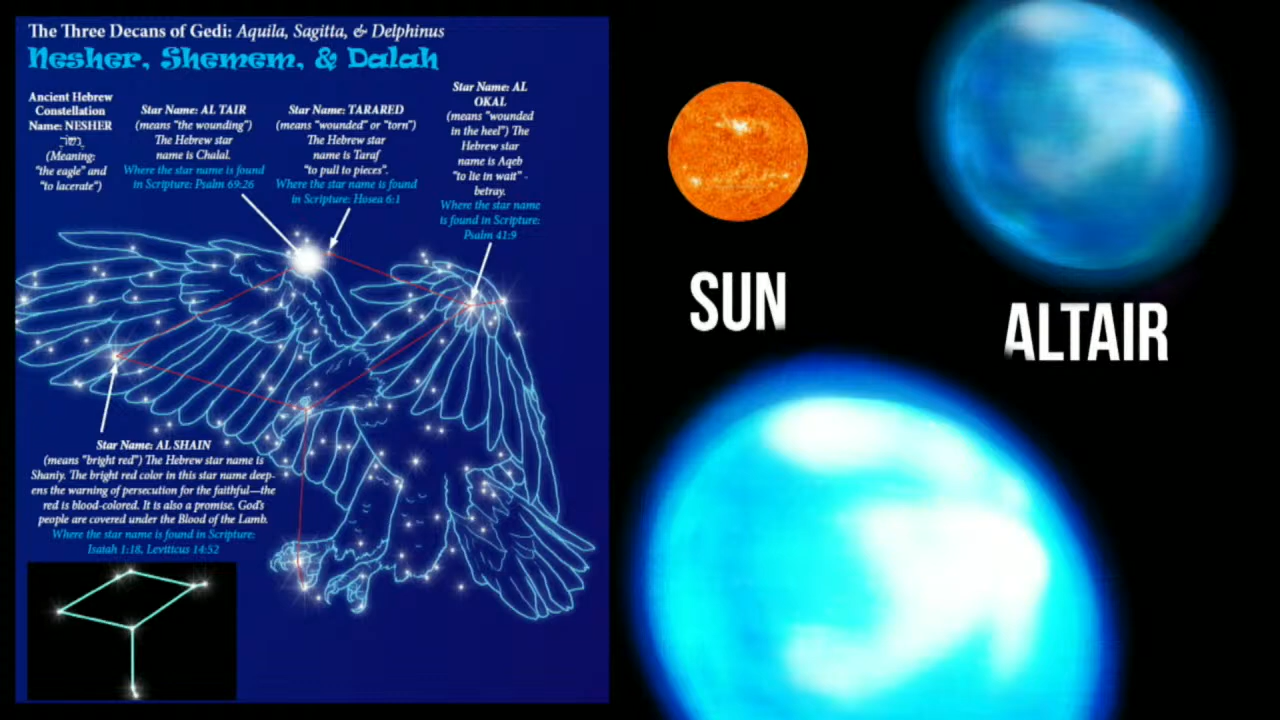 The Three Decans of Gedi: Aquila, Sagitta, & Delphinus
Nesher, Shemem, & Dalah
Ancient Hebrew
Constellation
Name: NESHER
(Meaning:
"the eagle" and
"to lacerate")
Star Name: AL TAIR
(means "the wounding")
The Hebrew star
name is Chalal.
Where the star name is found
in Scripture: Psalm 69:26
Star Name: TARARED
(means "wounded" or "torn")
The Hebrew star
name is Taraf
"to pull to pieces".
Where the star name is found
in Scripture: Hosea 6:1
Star Name: AL
OKAL
(means "wounded
in the heel") The
Hebrew star
name is Aqeb
"to lie in wait" -
betray.
Where the star name
is found in Scripture:
Psalm 41:9
Star Name: AL SHAIN
(means "bright red") The Hebrew star name is
Shaniy. The bright red color in this star name deep-
ens the warning of persecution for the faithful—the
red is blood-colored. It is also a promise. God's
people are covered under the Blood of the Lamb.
Where the star name is found in Scripture:
Isaiah 1:18, Leviticus 14:52
SUN
ALTAIR